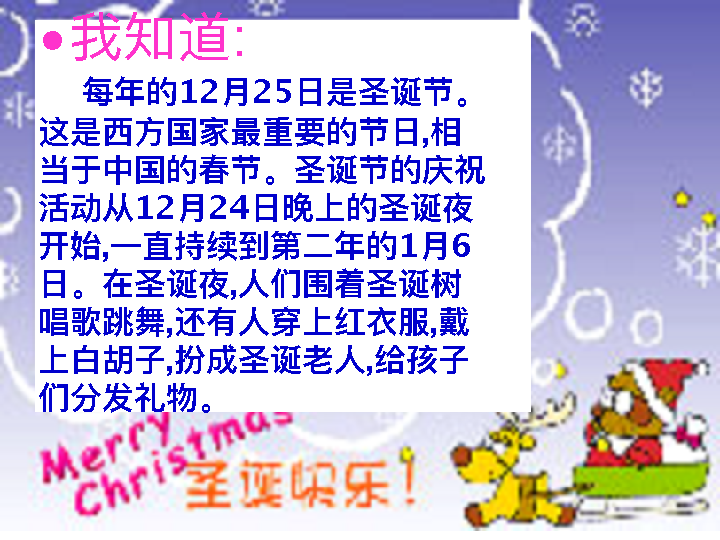 •我知道:
每年的12月25日是圣诞节。
这是西方国家最重要的节日,相
当于中国的春节。圣诞节的庆祝
活动从12月24日晚上的圣诞夜
开始,一直持续到第二年的1月6
日。在圣诞夜,人们围着圣诞树
唱歌跳舞,还有人穿上红衣服,戴
上白胡子,扮成圣诞老人,给孩子
们分发礼物。
Merry
Christmas
圣诞快乐!